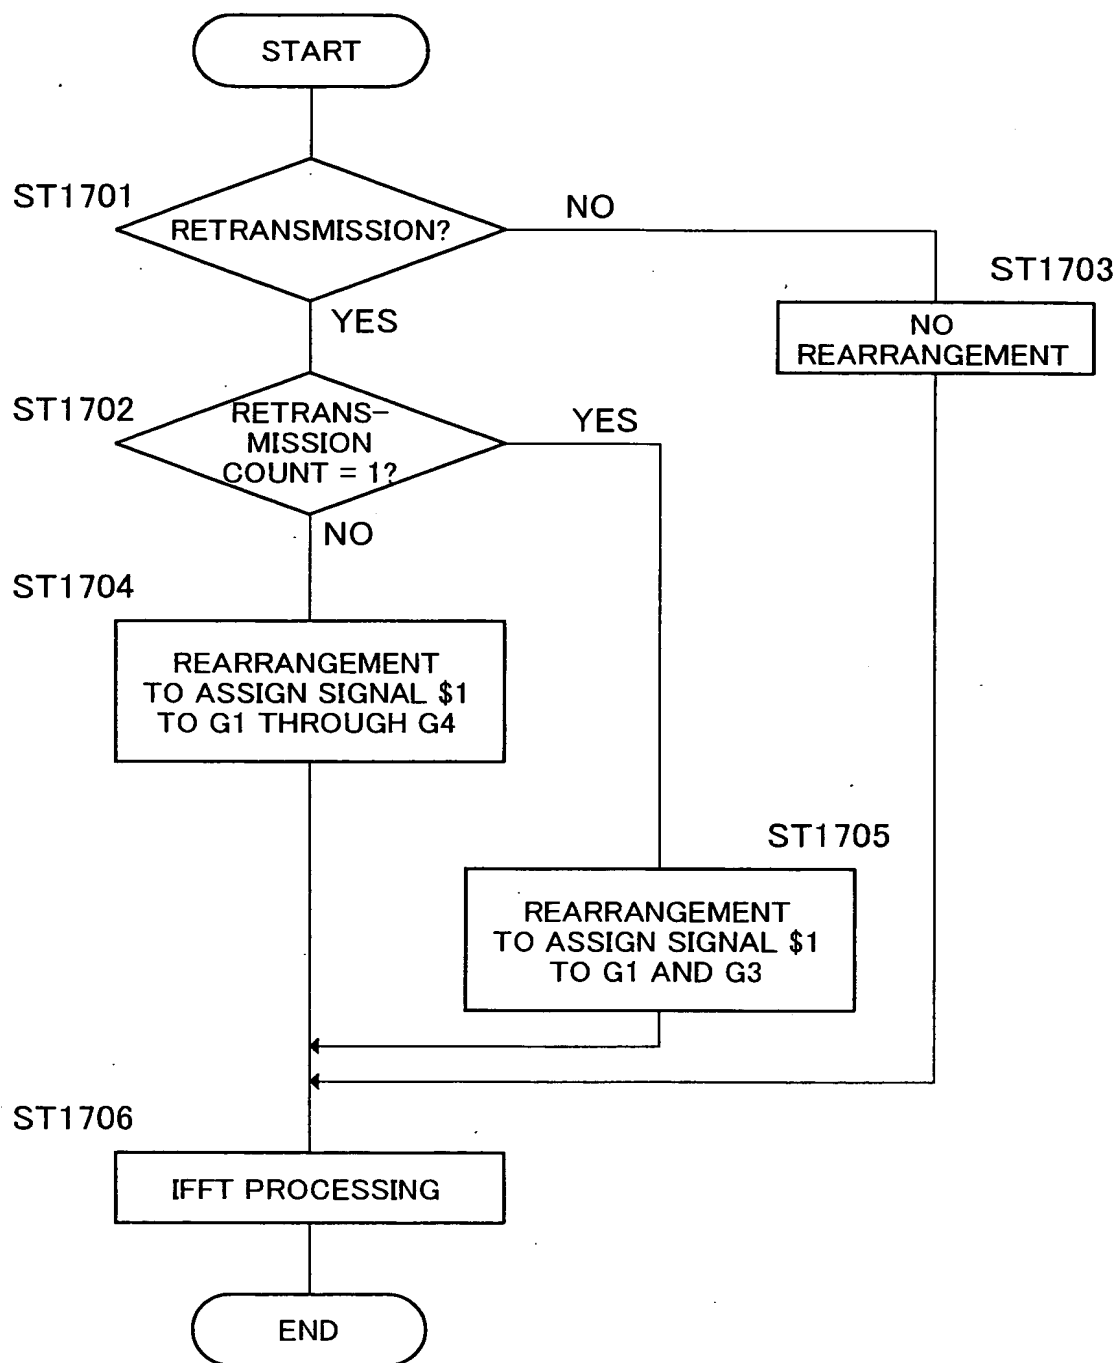 START
ST1701
RETRANSMISSION?
NO
ST1703
NO
REARRANGEMENT
YES
ST1702
RETRANS-
MISSION
COUNT = 1?
YES
NO
ST1704
REARRANGEMENT
TO ASSIGN SIGNAL $1
TO G1 THROUGH G4
ST1705
REARRANGEMENT
TO ASSIGN SIGNAL $1
TO G1 AND G3
ST1706
IFFT PROCESSING
END